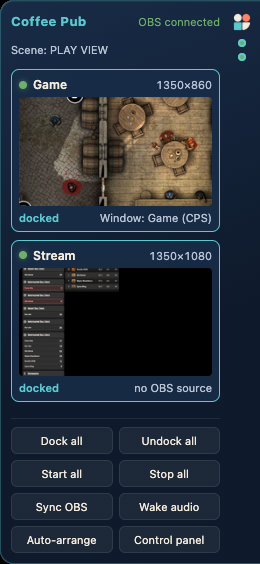 Coffee Pub OBS connected
Scene: PLAY VIEW
Game 1350×860
docked Window: Game (CPS)
Stream 1350×1080
docked no OBS source
Dock all Undock all
Start all Stop all
Sync OBS Wake audio
Auto-arrange Control panel